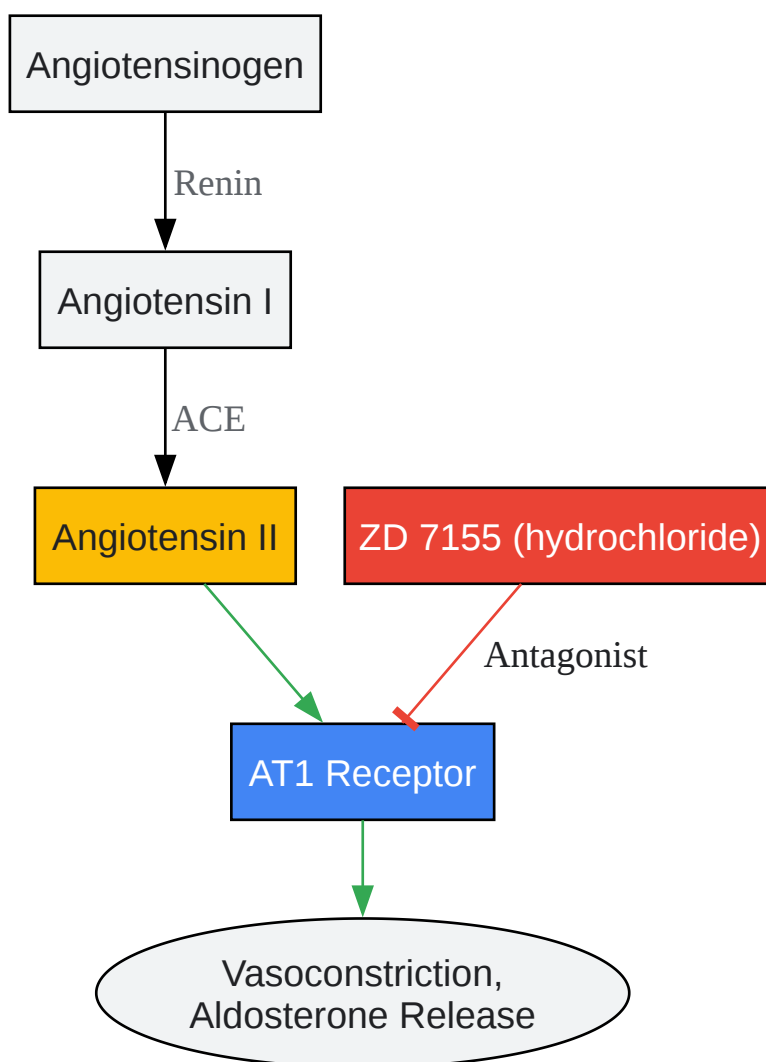 Angiotensinogen
Renin
Angiotensin I
ACE
Angiotensin II
ZD 7155 (hydrochloride)
Antagonist
AT1 Receptor
Vasoconstriction,
Aldosterone Release